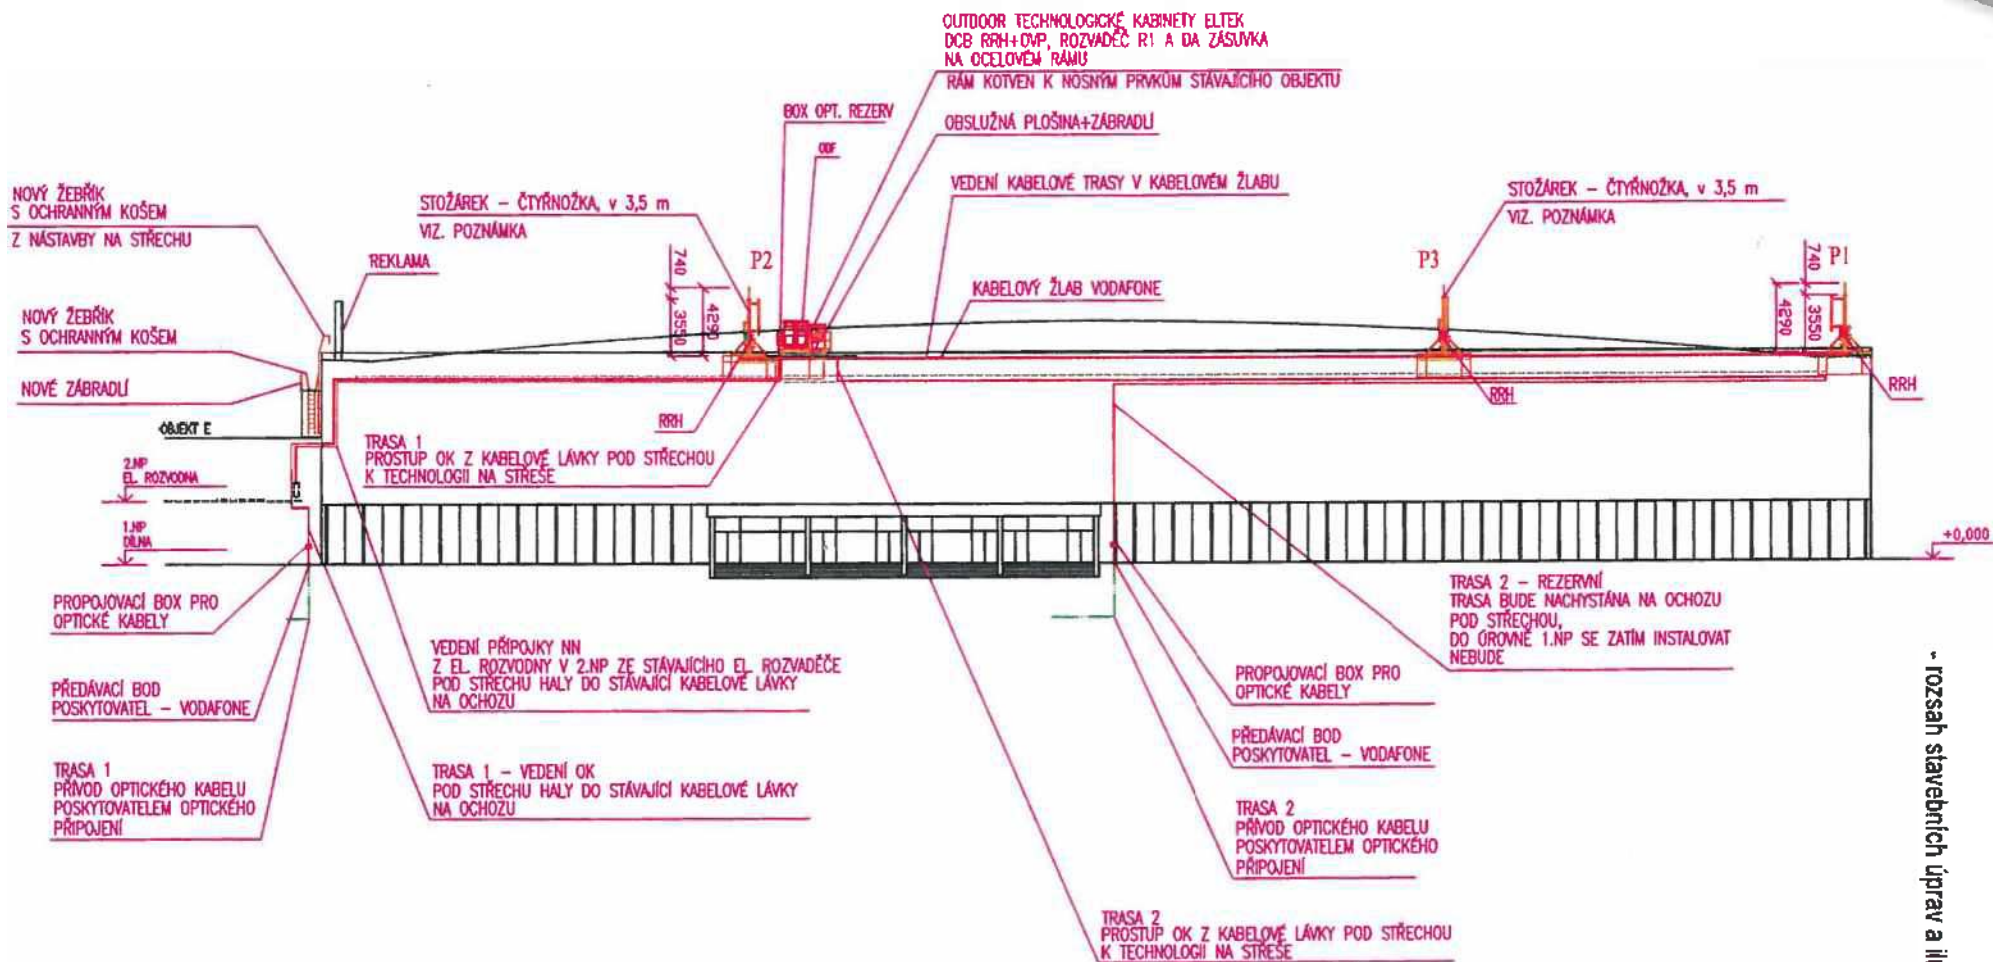 OUTDOOR TECHNOLOGICKÉ KABINETY ELTEK
DCB RRH+OVP, ROZVADĚČ R1 A DA ZÁSUVKA
NA OCELOVÉM RÁMU
RÁM KOTVEN K NOSNÝM PRVKŮM STÁVAJÍCÍHO OBJEKTU
BOX OPT. REZERV
OBSLUŽNÁ PLOŠINA+ZÁBRADLÍ
ODF
VEDENÍ KABELOVÉ TRASY V KABELOVÉM ŽLABU
NOVÝ ŽEBŘÍK
S OCHRANNÝM KOŠEM
Z NÁSTAVBY NA STŘECHU
STOŽÁREK – ČTYŘNOŽKA, v 3,5 m
VIZ. POZNÁMKA
STOŽÁREK – ČTYŘNOŽKA, v 3,5 m
VIZ. POZNÁMKA
REKLAMA
740
3550
4290
P2
P3
740
P1
4290
3550
KABELOVÝ ŽLAB VODAFONE
NOVÝ ŽEBŘÍK
S OCHRANNÝM KOŠEM
NOVÉ ZÁBRADLÍ
RRH
RRH
RRH
OBJEKT E
2.NP
EL. ROZVODNA
1.NP
DÍLNA
TRASA 1
PROSTUP OK Z KABELOVÉ LÁVKY POD STŘECHOU
K TECHNOLOGII NA STŘEŠE
+0,000
PROPOJOVACÍ BOX PRO
OPTICKÉ KABELY
VEDENÍ PŘÍPOJKY NN
Z EL. ROZVODNY V 2.NP ZE STÁVAJÍCÍHO EL. ROZVADĚČE
POD STŘECHU HALY DO STÁVAJÍCÍ KABELOVÉ LÁVKY
NA OCHOZU
TRASA 2 – REZERVNÍ
TRASA BUDE NACHYSTÁNA NA OCHOZU
POD STŘECHOU,
DO ÚROVNĚ 1.NP SE ZATÍM INSTALOVAT
NEBUDE
PROPOJOVACÍ BOX PRO
OPTICKÉ KABELY
PŘEDÁVACÍ BOD
POSKYTOVATEL – VODAFONE
PŘEDÁVACÍ BOD
POSKYTOVATEL – VODAFONE
TRASA 1
PŘÍVOD OPTICKÉHO KABELU
POSKYTOVATELEM OPTICKÉHO
PŘIPOJENÍ
TRASA 1 – VEDENÍ OK
POD STŘECHU HALY DO STÁVAJÍCÍ KABELOVÉ LÁVKY
NA OCHOZU
TRASA 2
PŘÍVOD OPTICKÉHO KABELU
POSKYTOVATELEM OPTICKÉHO
PŘIPOJENÍ
TRASA 2
PROSTUP OK Z KABELOVÉ LÁVKY POD STŘECHOU
K TECHNOLOGII NA STŘEŠE
- rozsah stavebních úprav a